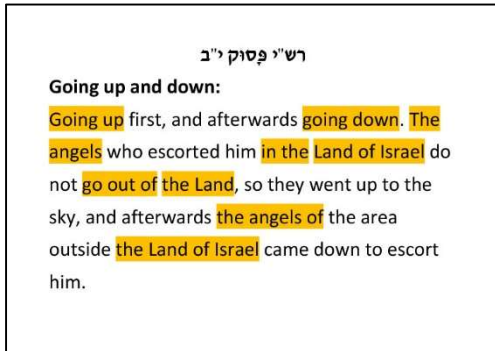 רש"י פָּסוּק י"ב
Going up and down:
Going up first, and afterwards going down. The
angels who escorted him in the Land of Israel do
not go out of the Land, so they went up to the
sky, and afterwards the angels of the area
outside the Land of Israel came down to escort
him.